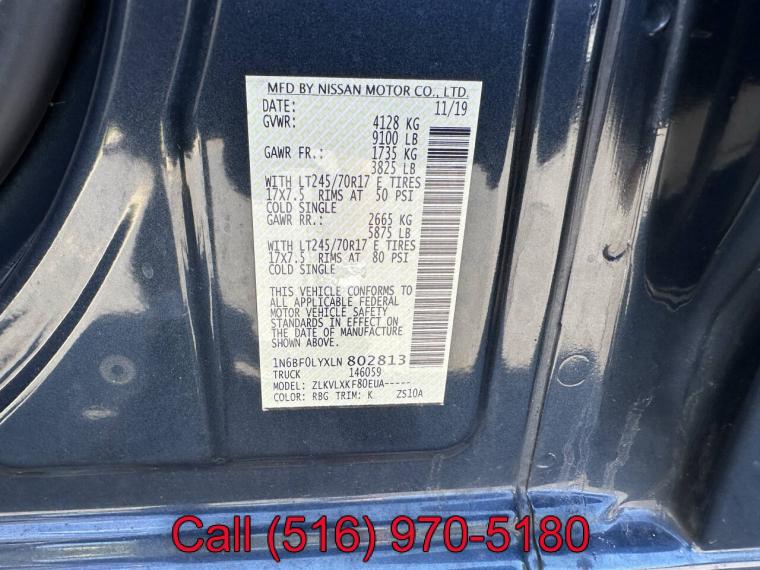 MFD BY NISSAN MOTOR CO., LTD.
DATE: 11/19
GVWR: 4128 KG
9100 LB
GAWR FR.: 1735 KG
3825 LB
WITH LT245/70R17 E TIRES
17X7.5 RIMS AT 50 PSI
COLD SINGLE
GAWR RR.: 2665 KG
5875 LB
WITH LT245/70R17 E TIRES
17X7.5 RIMS AT 80 PSI
COLD SINGLE
THIS VEHICLE CONFORMS TO
ALL APPLICABLE FEDERAL
MOTOR VEHICLE SAFETY
STANDARDS IN EFFECT ON
THE DATE OF MANUFACTURE
SHOWN ABOVE.
1N6BF0LYXLN 802813
TRUCK 146059
MODEL: ZLKVLXKF80EUA-----
COLOR: RBG TRIM: K ZS10A
Call (516) 970-5180